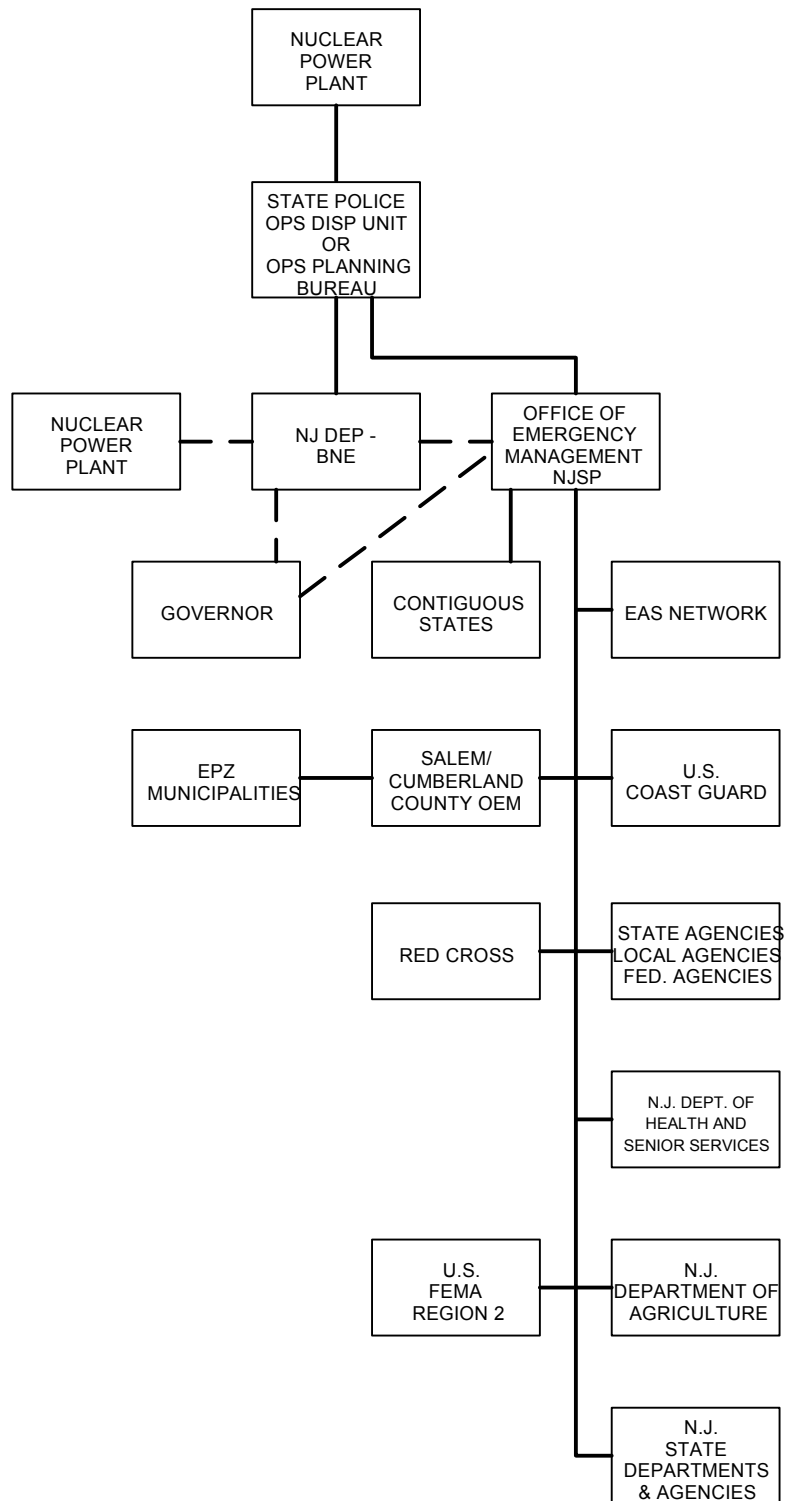 NUCLEAR
POWER
PLANT
STATE POLICE
OPS DISP UNIT
OR
OPS PLANNING
BUREAU
NUCLEAR
POWER
PLANT
NJ DEP -
BNE
OFFICE OF
EMERGENCY
MANAGEMENT
NJSP
GOVERNOR
CONTIGUOUS
STATES
EAS NETWORK
EPZ
MUNICIPALITIES
SALEM/
CUMBERLAND
COUNTY OEM
U.S.
COAST GUARD
RED CROSS
STATE AGENCIES
LOCAL AGENCIES
FED. AGENCIES
N.J. DEPT. OF
HEALTH AND
SENIOR SERVICES
U.S.
FEMA
REGION 2
N.J.
DEPARTMENT OF
AGRICULTURE
N.J.
STATE
DEPARTMENTS
& AGENCIES